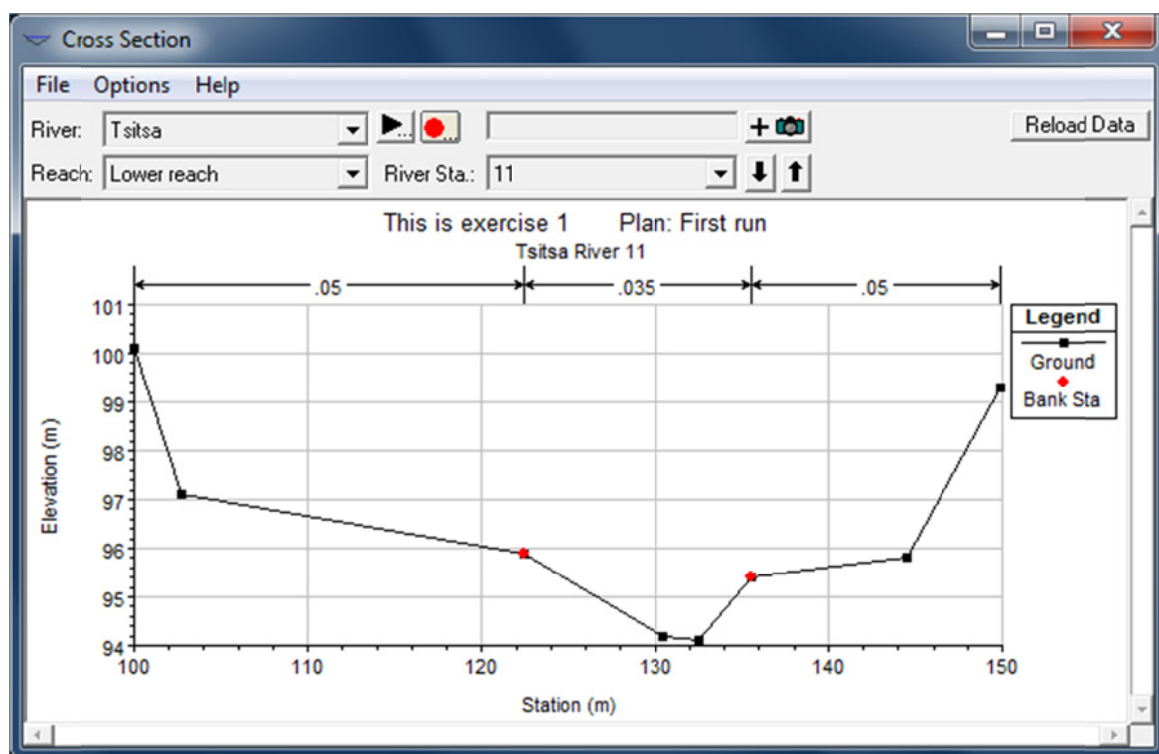 Cross Section
File Options Help
River: Tsitsa Reload Data
Reach: Lower reach River Sta.: 11
This is exercise 1 Plan: First run
Tsitsa River 11
.05 .035 .05
101
100
99
98
97
96
95
94
Elevation (m)
100 110 120 130 140 150
Station (m)
Legend
Ground
Bank Sta